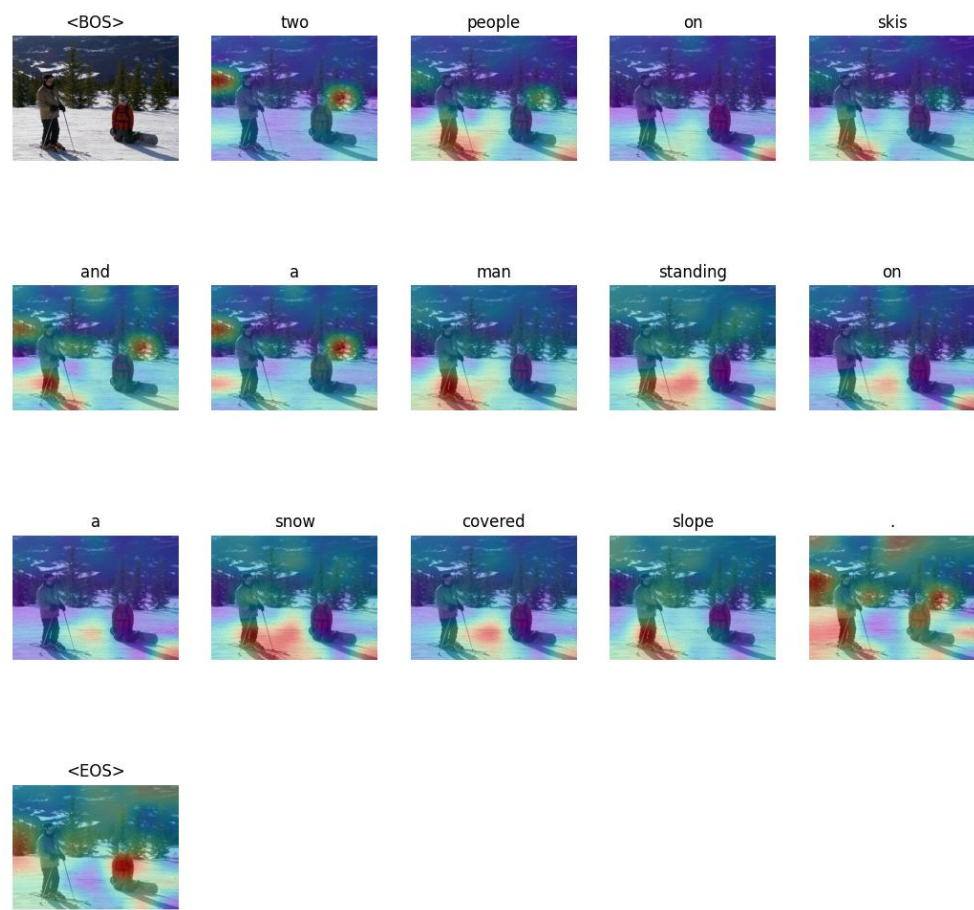 <BOS> two people on skis
and a man standing on
a snow covered slope .
<EOS>